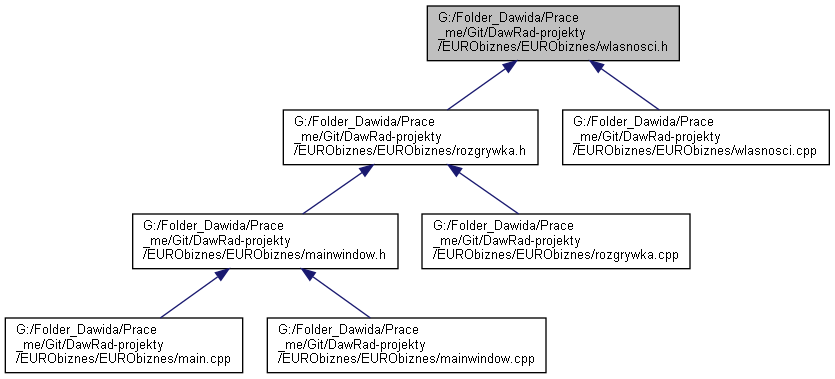 G:/Folder_Dawida/Prace
_me/Git/DawRad-projekty
/EURObiznes/EURObiznes/wlasnosci.h
G:/Folder_Dawida/Prace
_me/Git/DawRad-projekty
/EURObiznes/EURObiznes/rozgrywka.h
G:/Folder_Dawida/Prace
_me/Git/DawRad-projekty
/EURObiznes/EURObiznes/wlasnosci.cpp
G:/Folder_Dawida/Prace
_me/Git/DawRad-projekty
/EURObiznes/EURObiznes/mainwindow.h
G:/Folder_Dawida/Prace
_me/Git/DawRad-projekty
/EURObiznes/EURObiznes/rozgrywka.cpp
G:/Folder_Dawida/Prace
_me/Git/DawRad-projekty
/EURObiznes/EURObiznes/main.cpp
G:/Folder_Dawida/Prace
_me/Git/DawRad-projekty
/EURObiznes/EURObiznes/mainwindow.cpp